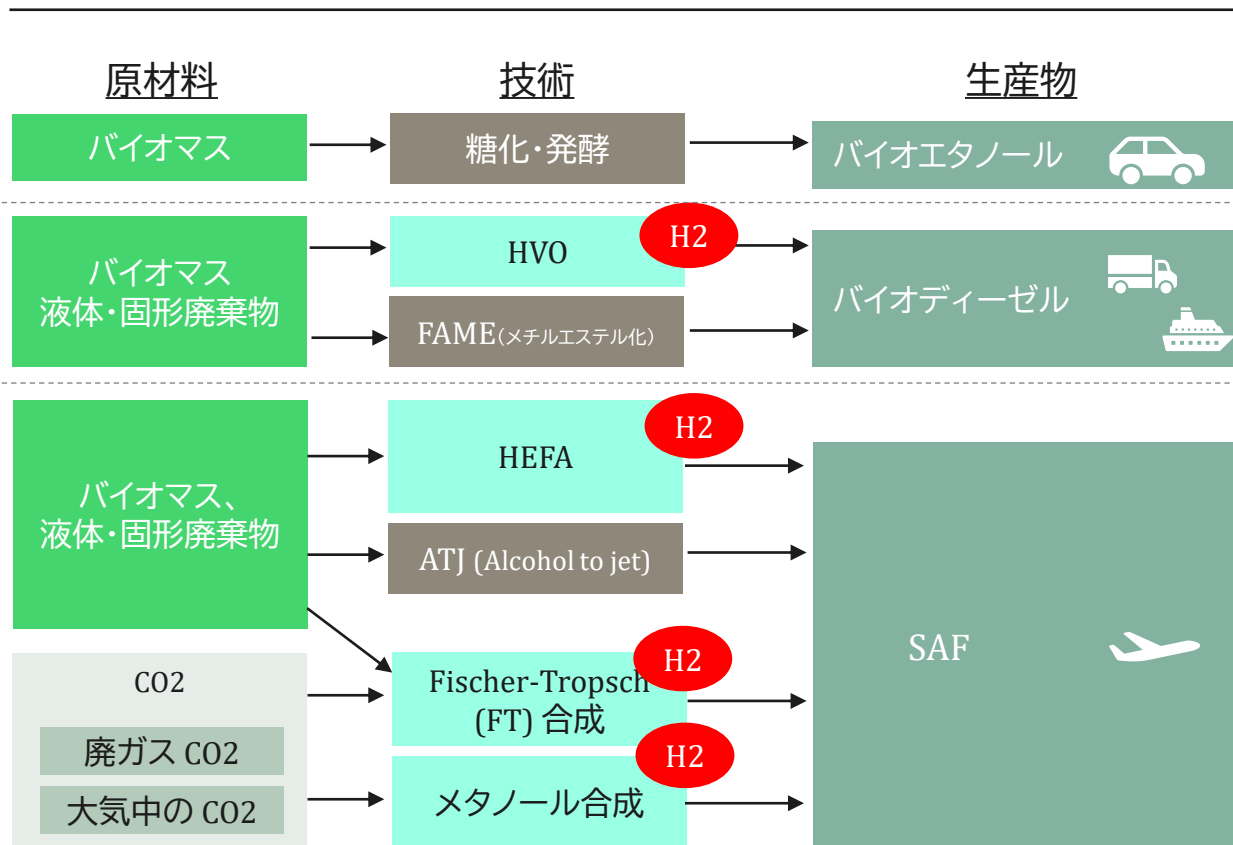 原材料
技術
生産物
バイオマス
糖化・発酵
バイオエタノール
バイオマス
液体・固形廃棄物
HVO
H2
FAME(メチルエステル化)
バイオディーゼル
バイオマス、
液体・固形廃棄物
HEFA
H2
ATJ (Alcohol to jet)
CO2
廃ガス CO2
大気中の CO2
Fischer-Tropsch
(FT) 合成
H2
メタノール合成
H2
SAF